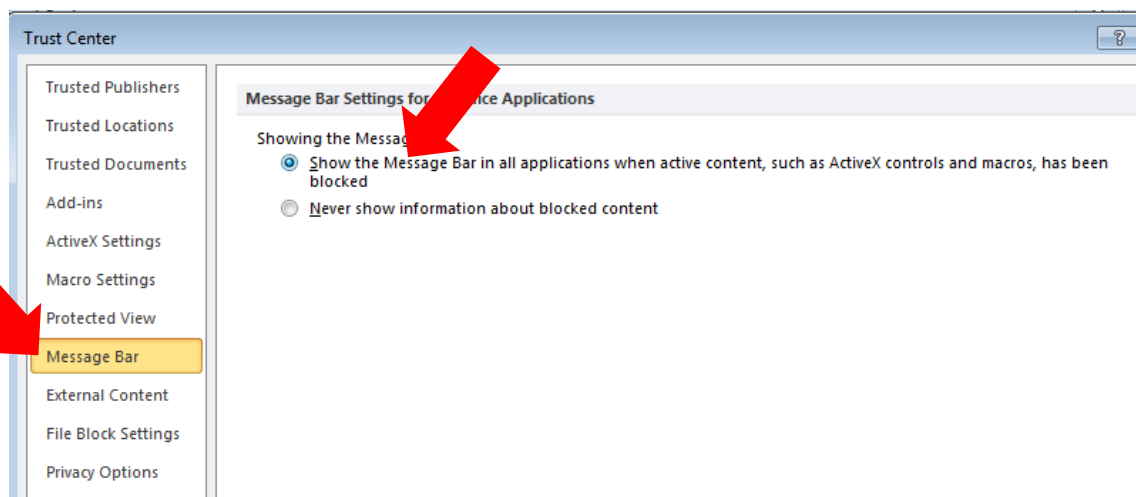 Trust Center
?
Trusted Publishers
Trusted Locations
Trusted Documents
Add-ins
ActiveX Settings
Macro Settings
Protected View
Message Bar
External Content
File Block Settings
Privacy Options
Message Bar Settings for Applications
Showing the
Show the Message Bar in all applications when active content, such as ActiveX controls and macros, has been
blocked
Never show information about blocked content